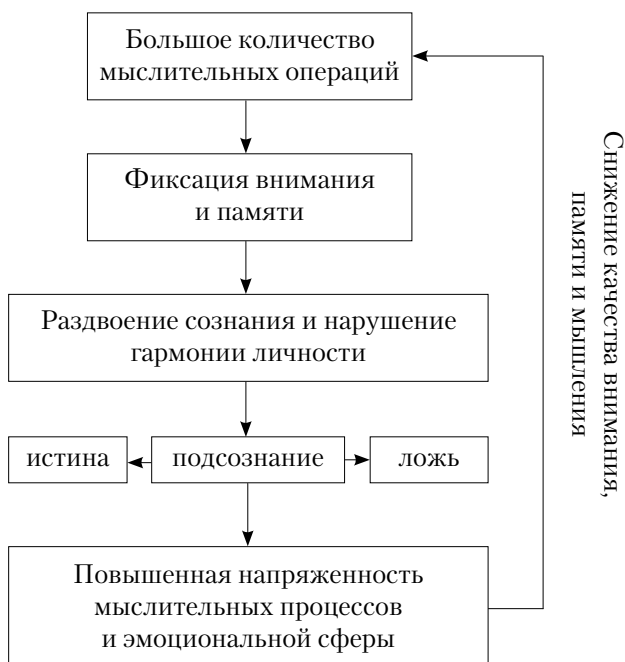 Большое количество
мыслительных операций
Фиксация внимания
и памяти
Раздвоение сознания и нарушение
гармонии личности
истина
подсознание
ложь
Повышенная напряженность
мыслительных процессов
и эмоциональной сферы
Снижение качества внимания,
памяти и мышления